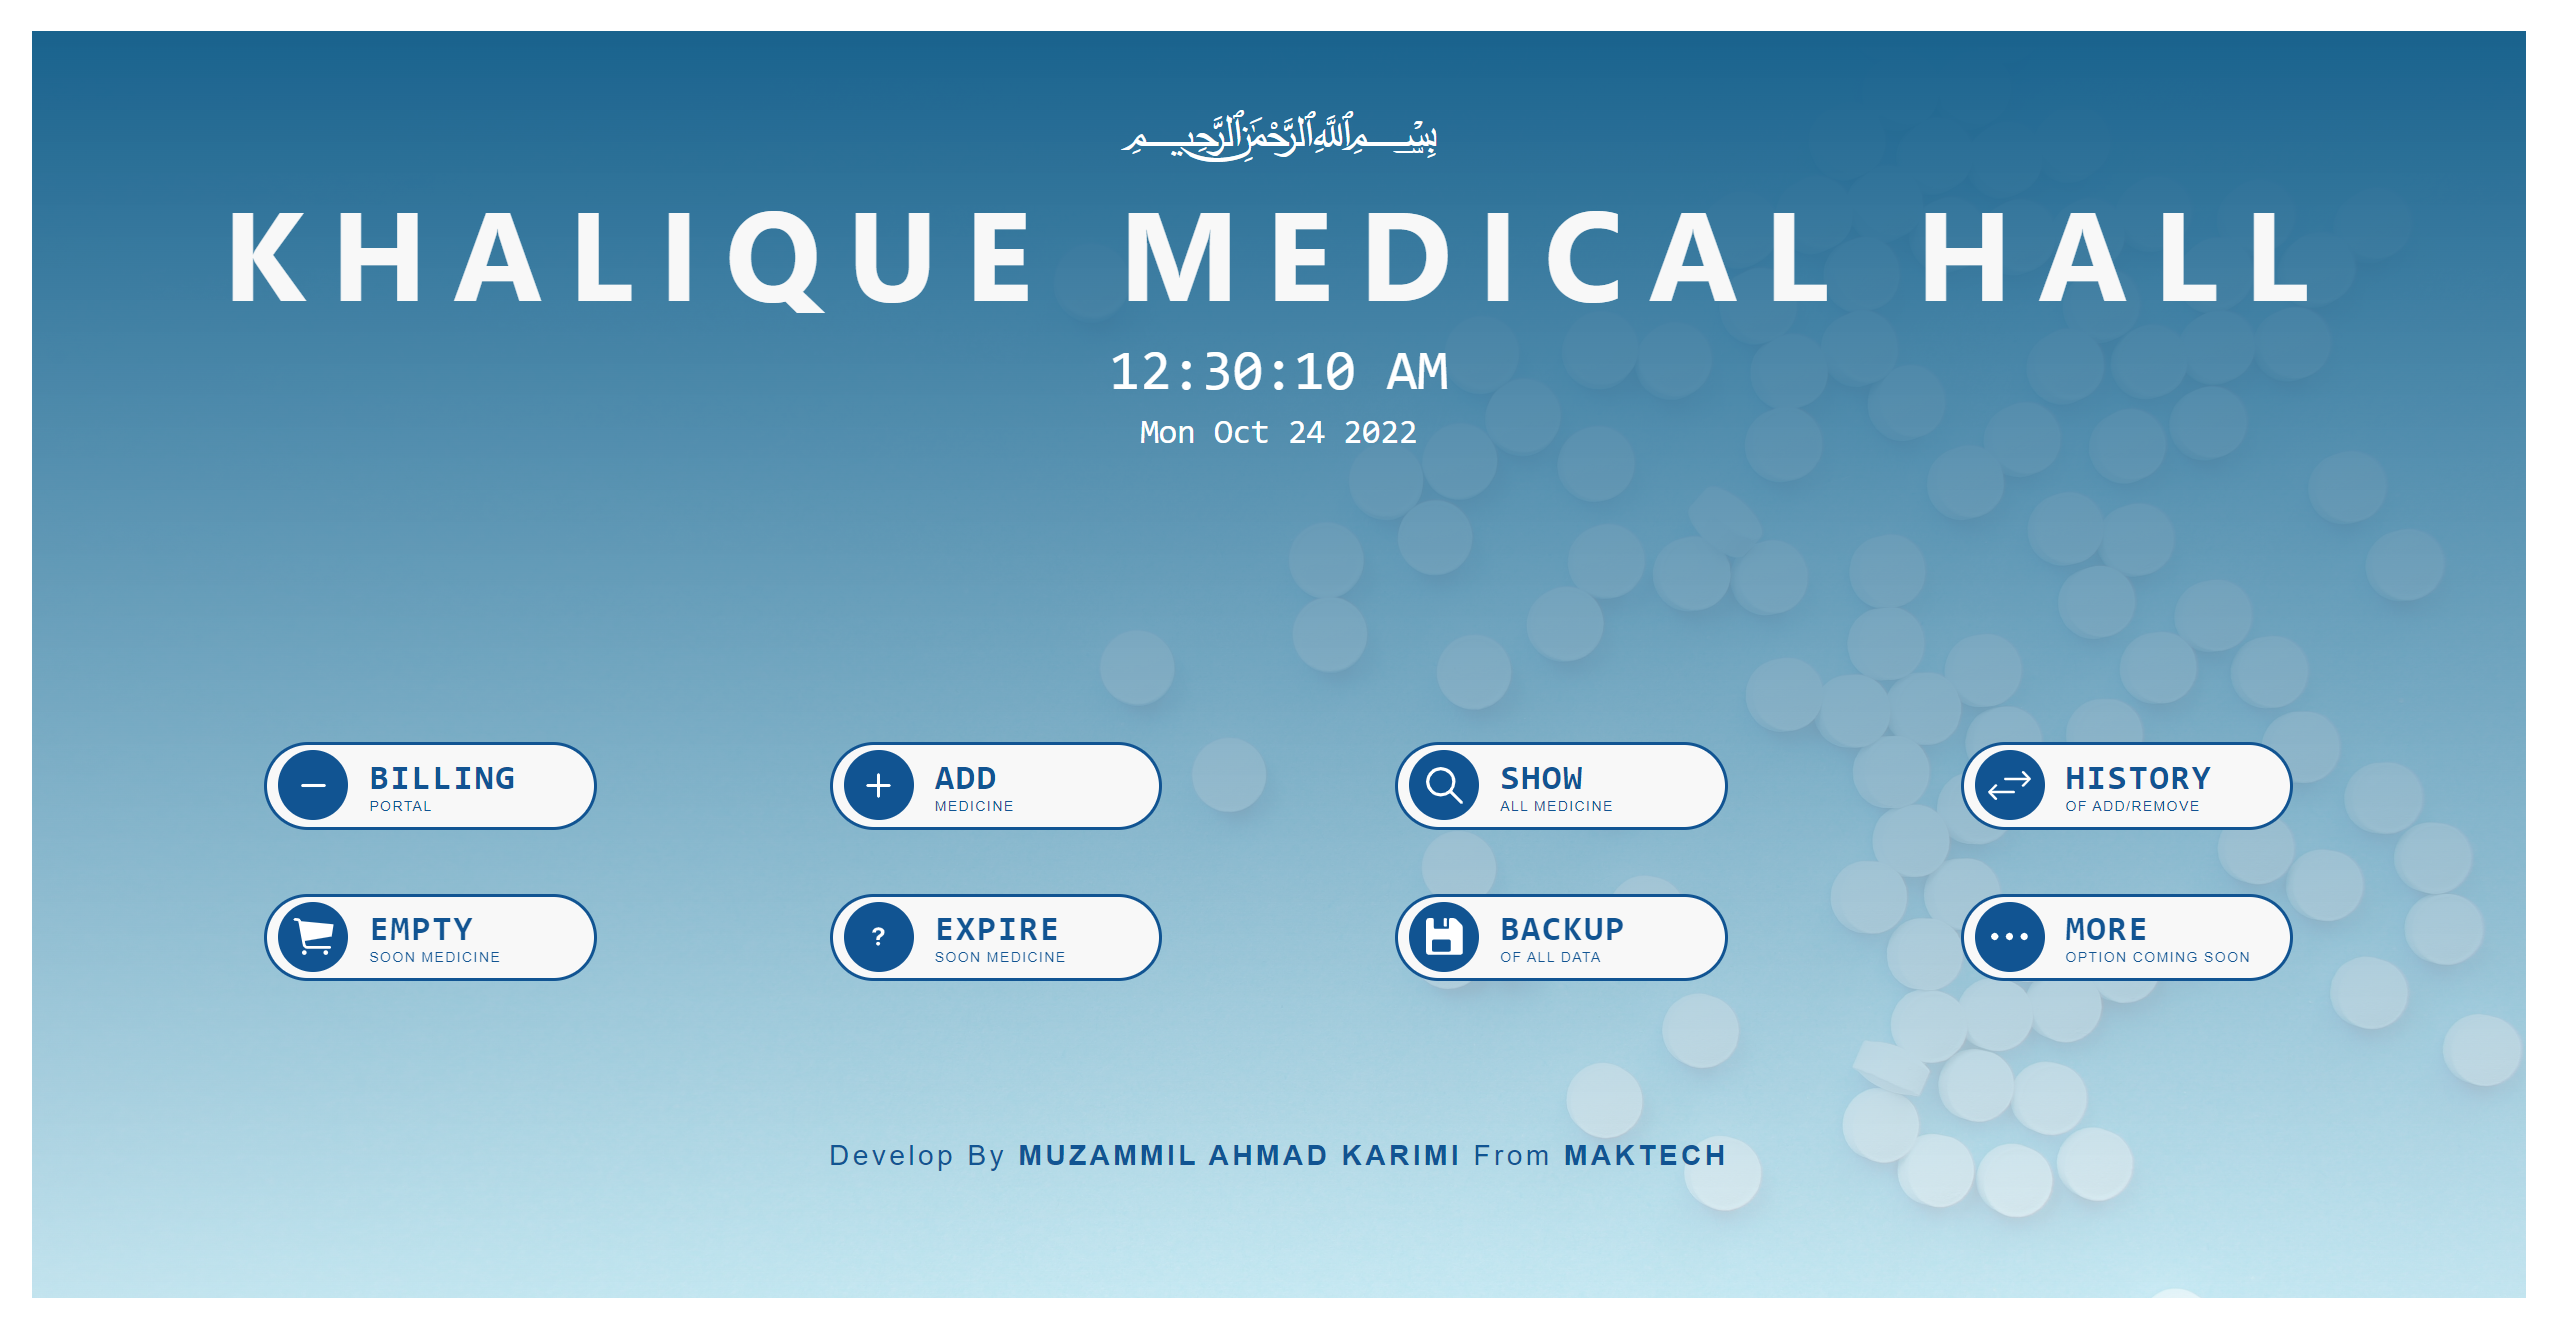 بِسْمِ ٱللَّهِ ٱلرَّحْمَٰنِ ٱلرَّحِيمِ
KHALIQUE MEDICAL HALL
12:30:10 AM
Mon Oct 24 2022
BILLING
PORTAL
ADD
MEDICINE
SHOW
ALL MEDICINE
HISTORY
OF ADD/REMOVE
EMPTY
SOON MEDICINE
?
EXPIRE
SOON MEDICINE
BACKUP
OF ALL DATA
MORE
OPTION COMING SOON
Develop By MUZAMMIL AHMAD KARIMI From MAKTECH